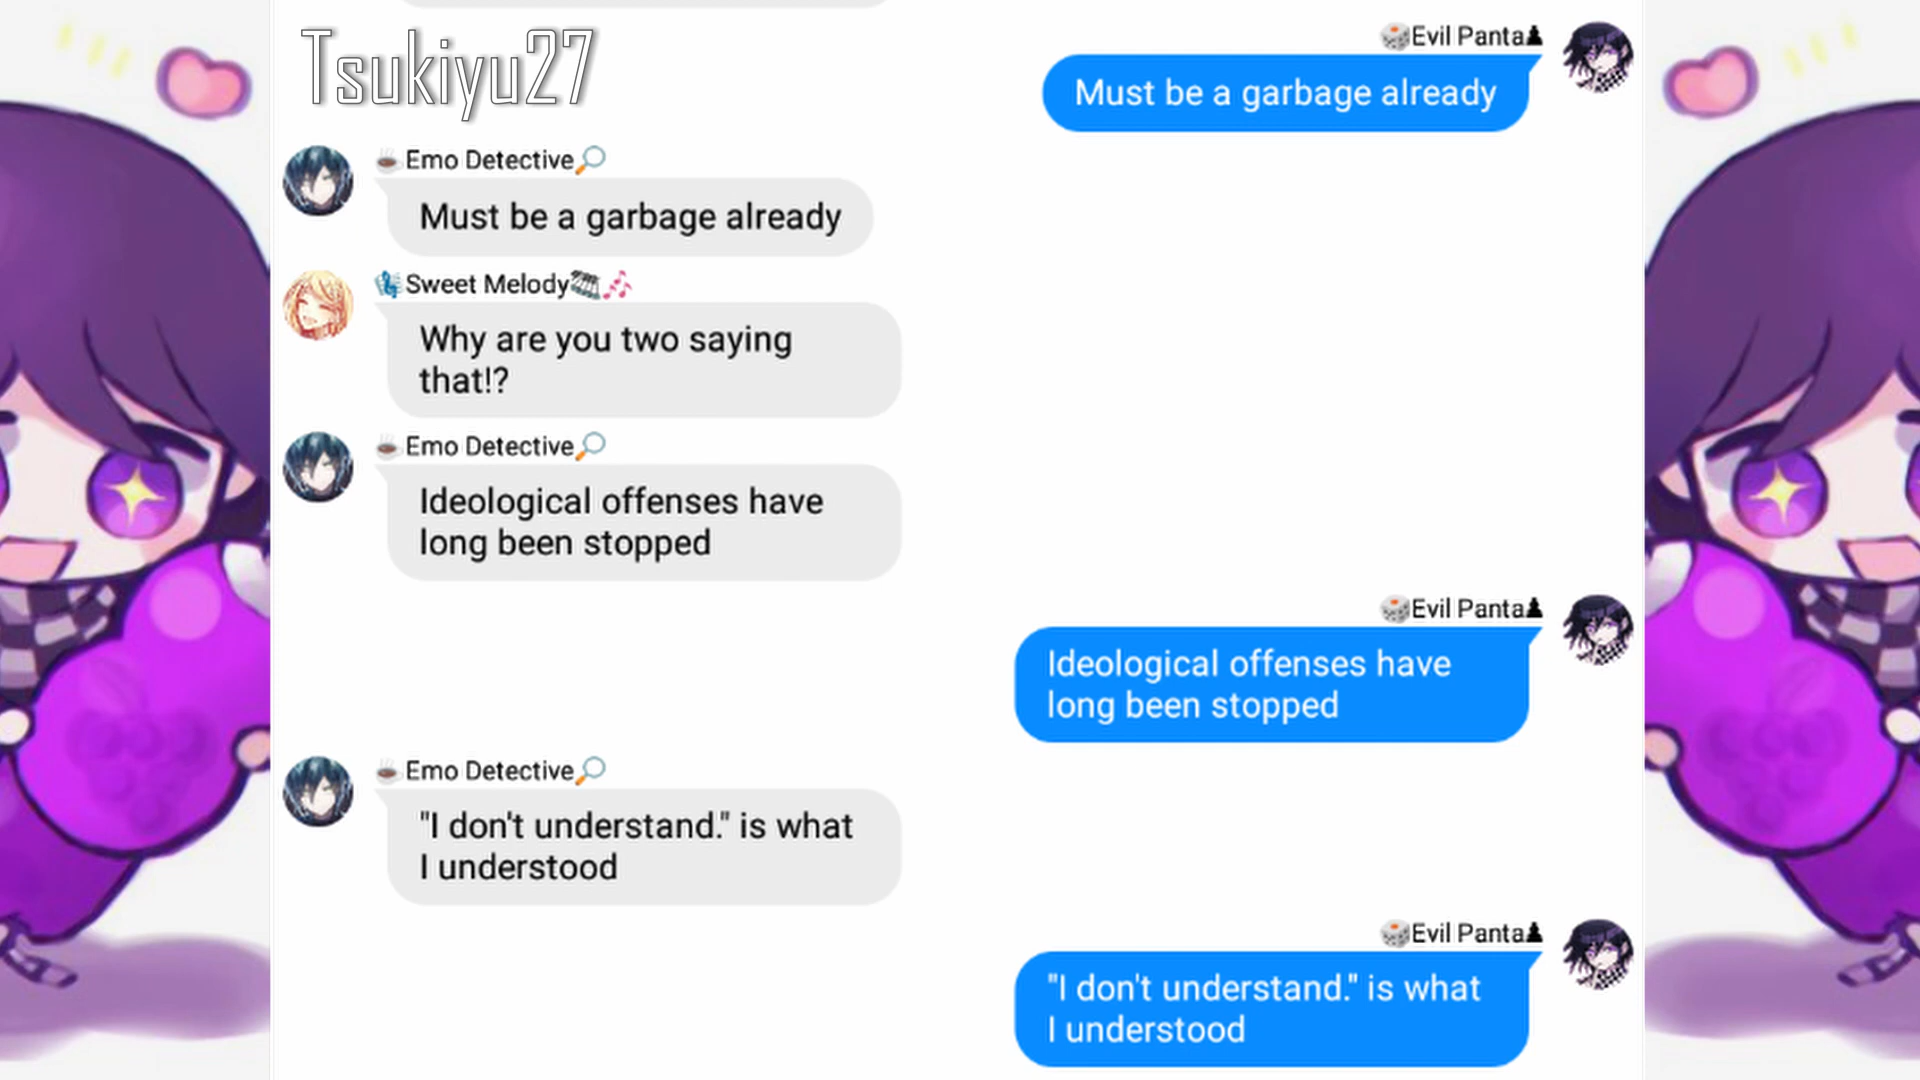 Tsukiyu27
Evil Panta
Must be a garbage already
Emo Detective
Must be a garbage already
Sweet Melody
Why are you two saying
that!?
Emo Detective
Ideological offenses have
long been stopped
Evil Panta
Ideological offenses have
long been stopped
Emo Detective
"I don't understand." is what
I understood
Evil Panta
"I don't understand." is what
I understood